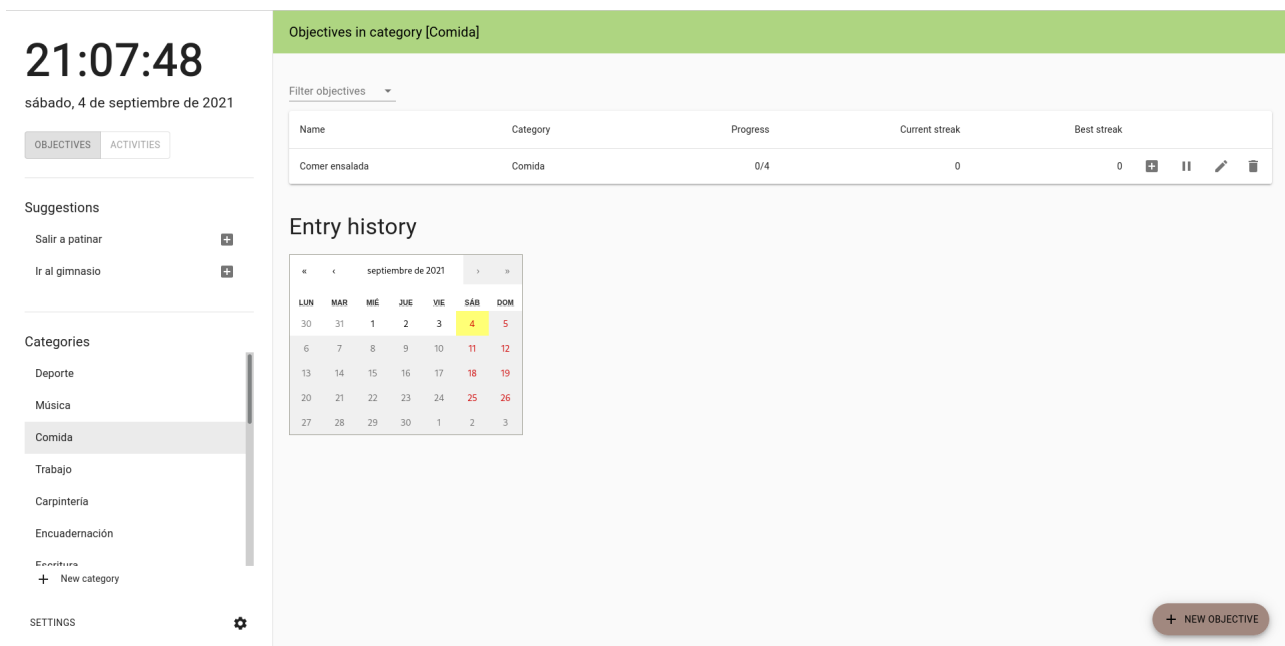 21:07:48
sábado, 4 de septiembre de 2021
OBJECTIVES ACTIVITIES
Suggestions
Salir a patinar
Ir al gimnasio
Categories
Deporte
Música
Comida
Trabajo
Carpintería
Encuadernación
Escritura
+ New category
SETTINGS
Objectives in category [Comida]
Filter objectives
Name Category Progress Current streak Best streak
Comer ensalada Comida 0/4 0 0
Entry history
« ‹ septiembre de 2021 › »
LUN MAR MIÉ JUE VIE SÁB DOM
30 31 1 2 3 4 5
6 7 8 9 10 11 12
13 14 15 16 17 18 19
20 21 22 23 24 25 26
27 28 29 30 1 2 3
+ NEW OBJECTIVE